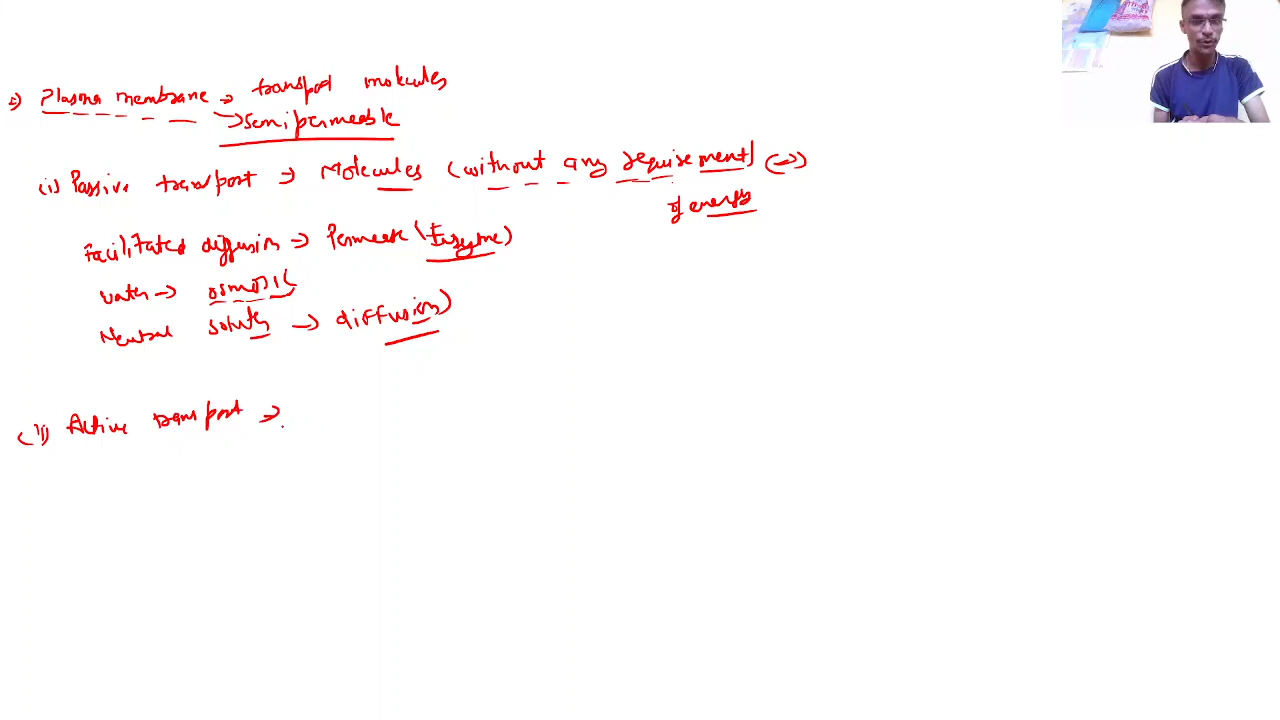 =) Plasma membrane → transport molecules
→ semipermeable
(i) Passive transport → Molecules (without any requirement) (→)
of energy
Facilitated diffusion → Permease (Enzyme)
water → osmosis
Neutral solutes → diffusion)
(ii) Active transport →